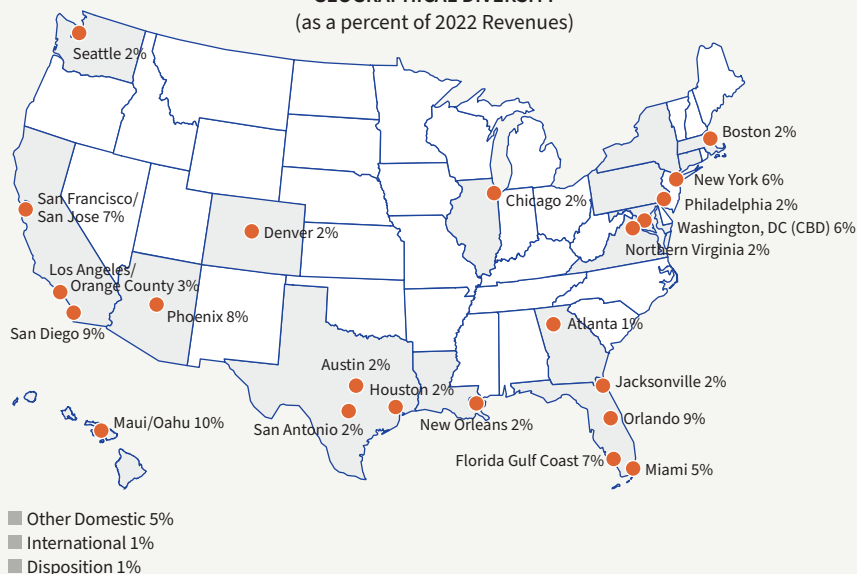 GEOGRAPHICAL DIVERSITY
(as a percent of 2022 Revenues)
Seattle 2%
Boston 2%
New York 6%
Philadelphia 2%
Washington, DC (CBD) 6%
Northern Virginia 2%
Chicago 2%
San Francisco/
San Jose 7%
Denver 2%
Los Angeles/
Orange County 3%
Phoenix 8%
San Diego 9%
Atlanta 1%
Austin 2%
Houston 2%
San Antonio 2%
New Orleans 2%
Jacksonville 2%
Orlando 9%
Florida Gulf Coast 7%
Miami 5%
Maui/Oahu 10%
Other Domestic 5%
International 1%
Disposition 1%